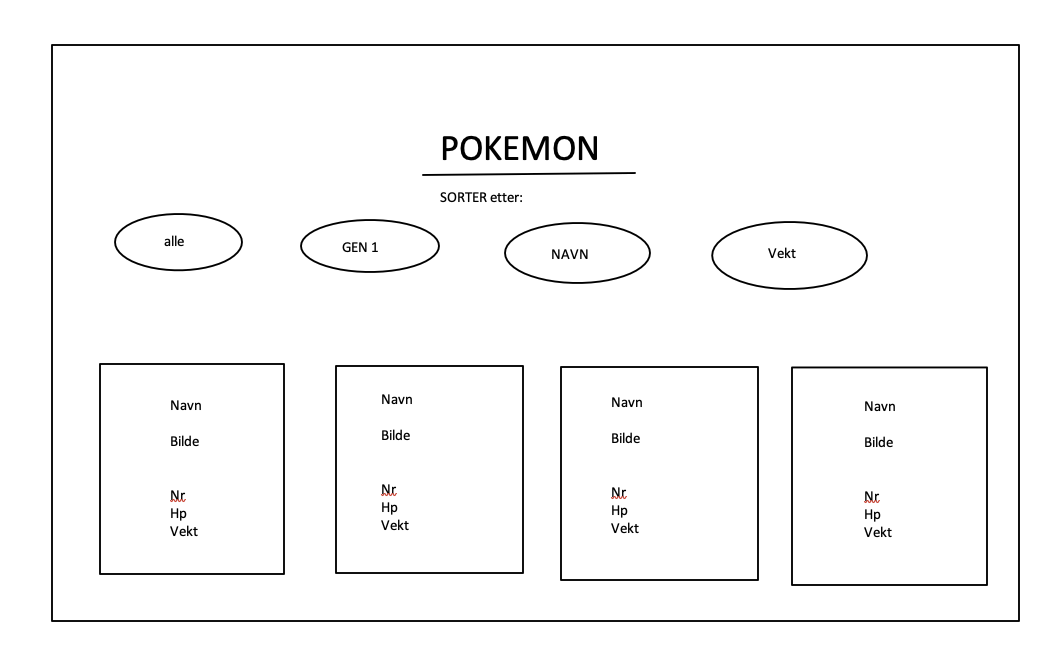 POKEMON
SORTER etter:
alle
GEN 1
NAVN
Vekt
Navn
Bilde
Nr
Hp
Vekt
Navn
Bilde
Nr
Hp
Vekt
Navn
Bilde
Nr
Hp
Vekt
Navn
Bilde
Nr
Hp
Vekt